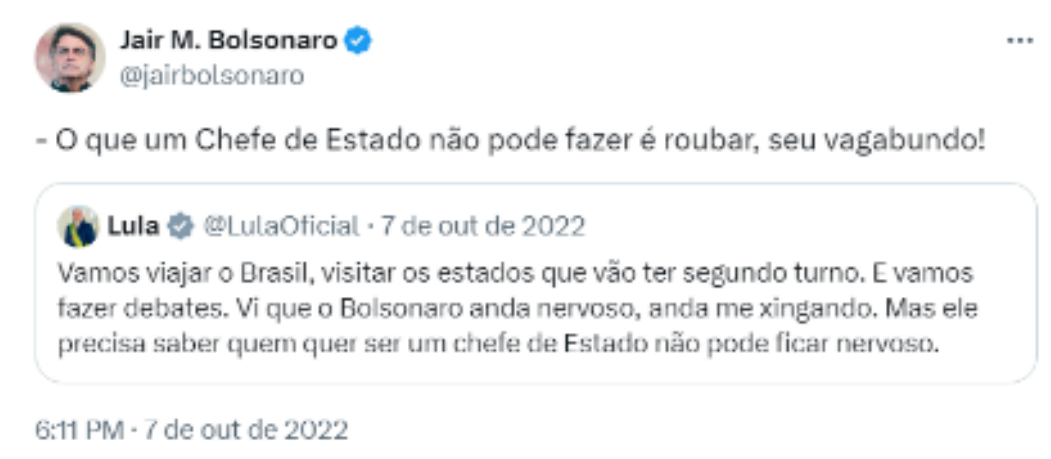 Jair M. Bolsonaro
@jairbolsonaro
- O que um Chefe de Estado não pode fazer é roubar, seu vagabundo!
Lula @LulaOficial · 7 de out de 2022
Vamos viajar o Brasil, visitar os estados que vão ter segundo turno. E vamos
fazer debates. Vi que o Bolsonaro anda nervoso, anda me xingando. Mas ele
precisa saber quem quer ser um chefe de Estado não pode ficar nervoso.
6:11 PM · 7 de out de 2022